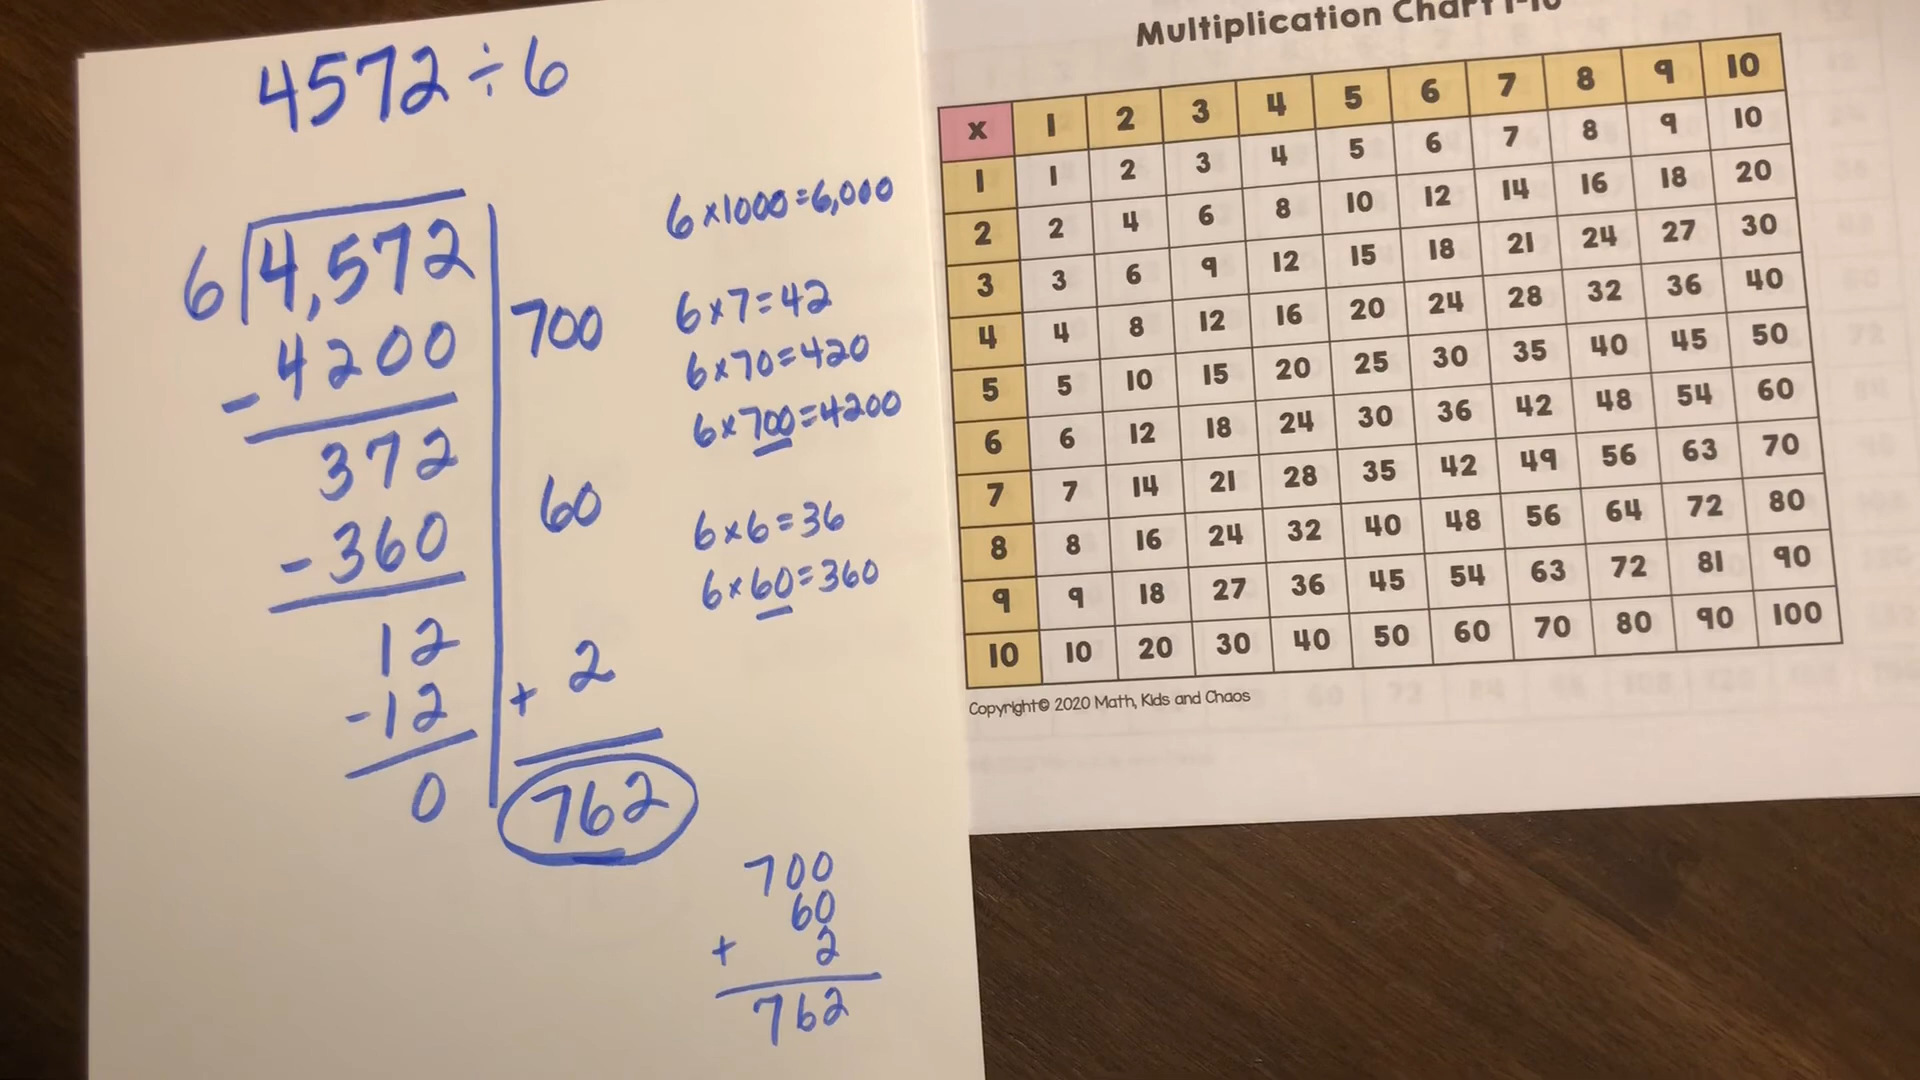 4572÷6
6 4,572
-4200
372
-360
12
-12
0
700
60
+ 2
762
6×1000=6,000
6×7=42
6×70=420
6×700=4200
6×6=36
6×60=360
700
60
+ 2
762
Multiplication Chart 1-10
x 1 2 3 4 5 6 7 8 9 10
1 1 2 3 4 5 6 7 8 9 10
2 2 4 6 8 10 12 14 16 18 20
3 3 6 9 12 15 18 21 24 27 30
4 4 8 12 16 20 24 28 32 36 40
5 5 10 15 20 25 30 35 40 45 50
6 6 12 18 24 30 36 42 48 54 60
7 7 14 21 28 35 42 49 56 63 70
8 8 16 24 32 40 48 56 64 72 80
9 9 18 27 36 45 54 63 72 81 90
10 10 20 30 40 50 60 70 80 90 100
Copyright© 2020 Math, Kids and Chaos